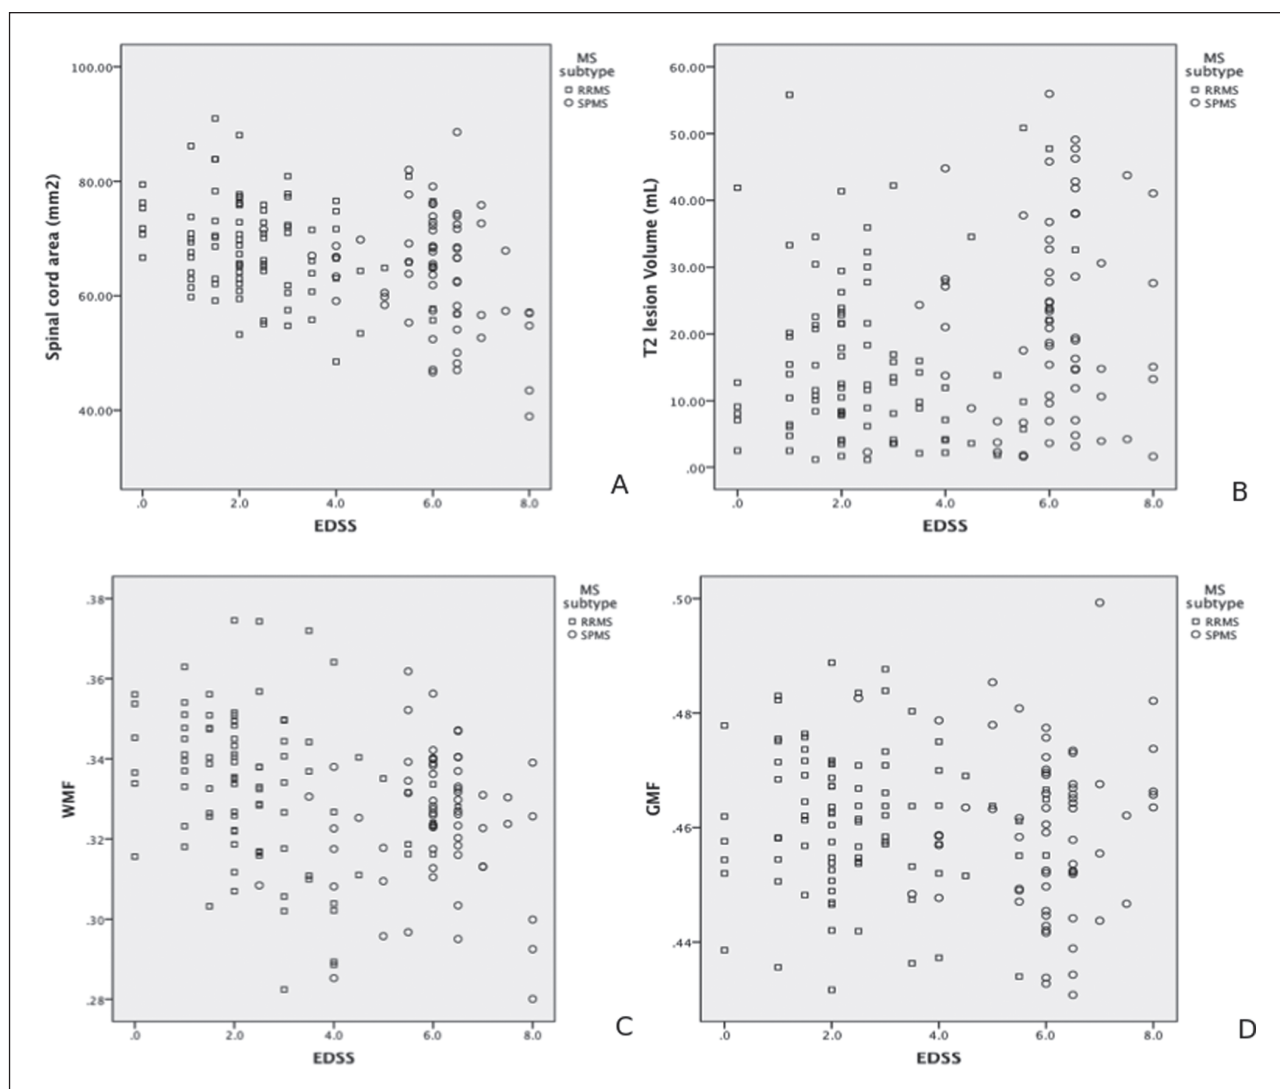 MS
subtype
RRMS
SPMS
100.00
80.00
60.00
40.00
Spinal cord area (mm2)
.0 2.0 4.0 6.0 8.0
EDSS
A
MS
subtype
RRMS
SPMS
60.00
50.00
40.00
30.00
20.00
10.00
.00
T2 lesion Volume (mL)
.0 2.0 4.0 6.0 8.0
EDSS
B
MS
subtype
RRMS
SPMS
.38
.36
.34
.32
.30
.28
WMF
.0 2.0 4.0 6.0 8.0
EDSS
C
MS
subtype
RRMS
SPMS
.50
.48
.46
.44
GMF
.0 2.0 4.0 6.0 8.0
EDSS
D